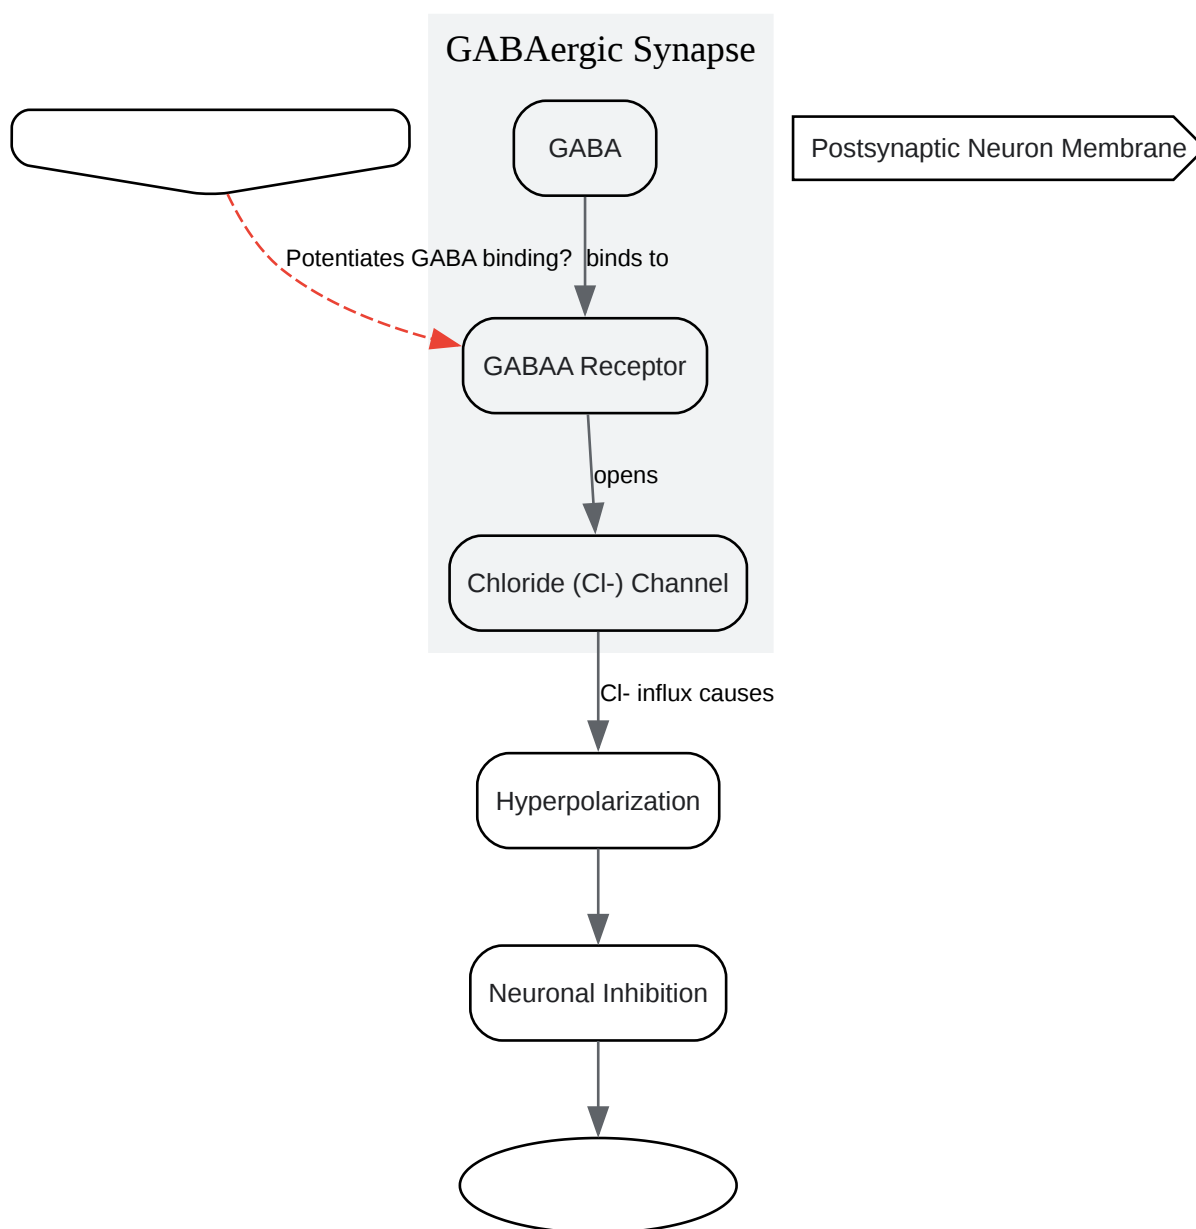 GABAergic Synapse
GABA
Postsynaptic Neuron Membrane
Potentiates GABA binding?
binds to
GABAA Receptor
opens
Chloride (Cl-) Channel
Cl- influx causes
Hyperpolarization
Neuronal Inhibition